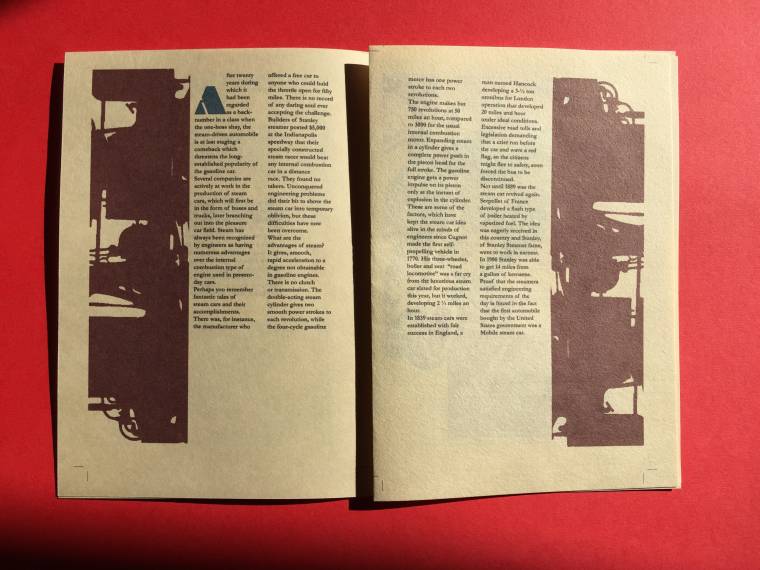 After twenty
years during
which it
had been
regarded
as a back-
number in a class when
the one-hoss shay, the
steam-driven automobile
is at last staging a
comeback which
threatens the long-
established popularity of
the gasoline car.
Several companies are
actively at work in the
production of steam
cars, which will first be
in the form of buses and
trucks, later branching
out into the pleasure
car field. Steam has
always been recognized
by engineers as having
numerous advantages
over the internal
combustion type of
engine used in present-
day cars.
Perhaps you remember
fantastic tales of
steam cars and their
accomplishments.
There was, for instance,
the manufacturer who
offered a free car to
anyone who could hold
the throttle open for fifty
miles. There is no record
of any daring soul ever
accepting the challenge.
Builders of Stanley
steamer posted $5,000
at the Indianapolis
speedway that their
specially constructed
steam racer would beat
any internal combustion
car in a distance
race. They found no
takers. Unconquered
engineering problems
did their bit to shove the
steam car into temporary
oblivion, but these
difficulties have now
been overcome.
What are the
advantages of steam?
It gives, smooth,
rapid acceleration to a
degree not obtainable
in gasoline engines.
There is no clutch
or transmission. The
double-acting steam
cylinder gives two
smooth power strokes to
each revolution, while
the four-cycle gasoline
motor has one power
stroke to each two
revolutions.
The engine makes but
750 revolutions at 50
miles an hour, compared
to 3000 for the usual
internal combustion
motor. Expanding steam
in a cylinder gives a
complete power push to
the piston head for the
full stroke. The gasoline
engine gets a power
impulse on its piston
only at the instant of
explosion in the cylinder.
These are some of the
factors, which have
kept the steam car idea
alive in the minds of
engineers since Cugnot
made the first self-
propelling vehicle in
1770. His three-wheeler,
boiler and seat "road
locomotive" was a far cry
from the luxurious steam
car slated for production
this year, but it worked,
developing 2 ½ miles an
hour.
In 1839 steam cars were
established with fair
success in England, a
man named Hancock
developing a 3-½ ton
omnibus for London
operation that developed
20 miles and hour
under ideal conditions.
Excessive road tolls and
legislation demanding
that a crier run before
the car and wave a red
flag, so the citizens
might flee to safety, soon
forced the bus to be
discontinued.
Not until 1889 was the
steam car revived again.
Serpollet of France
developed a flash type
of boiler heated by
vaporized fuel. The idea
was eagerly received in
this country and Stanley,
of Stanley Steamer fame,
went to work in earnest.
In 1906 Stanley was able
to get 14 miles from
a gallon of kerosene.
Proof that the steamers
satisfied engineering
requirements of the
day is found in the fact
that the first automobile
bought by the United
States government was a
Mobile steam car.